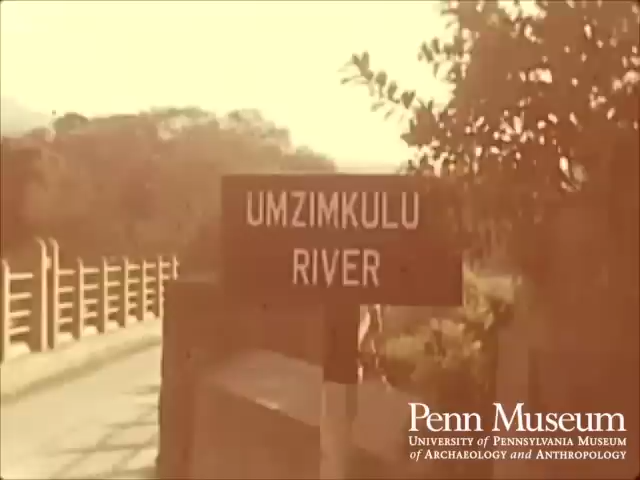 UMZIMKULU
RIVER
Penn Museum
UNIVERSITY of PENNSYLVANIA MUSEUM
of ARCHAEOLOGY and ANTHROPOLOGY